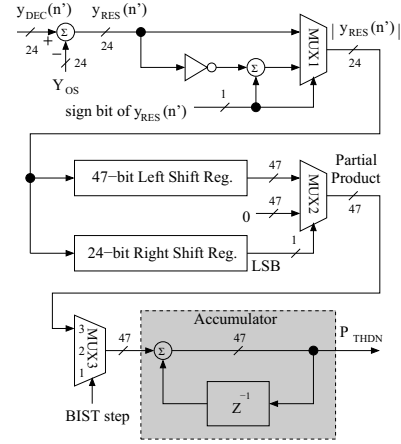 y_DEC(n') y_RES(n')
+ Σ
24 − 24 24
Y_OS
Σ
MUX1
| y_RES(n') |
24
1
sign bit of y_RES(n')
47−bit Left Shift Reg.
47
MUX2
Partial
Product
47
0
47
24−bit Right Shift Reg.
1
LSB
Accumulator
3
2
1
MUX3
47
Σ
47
P_THDN
Z^−1
BIST step